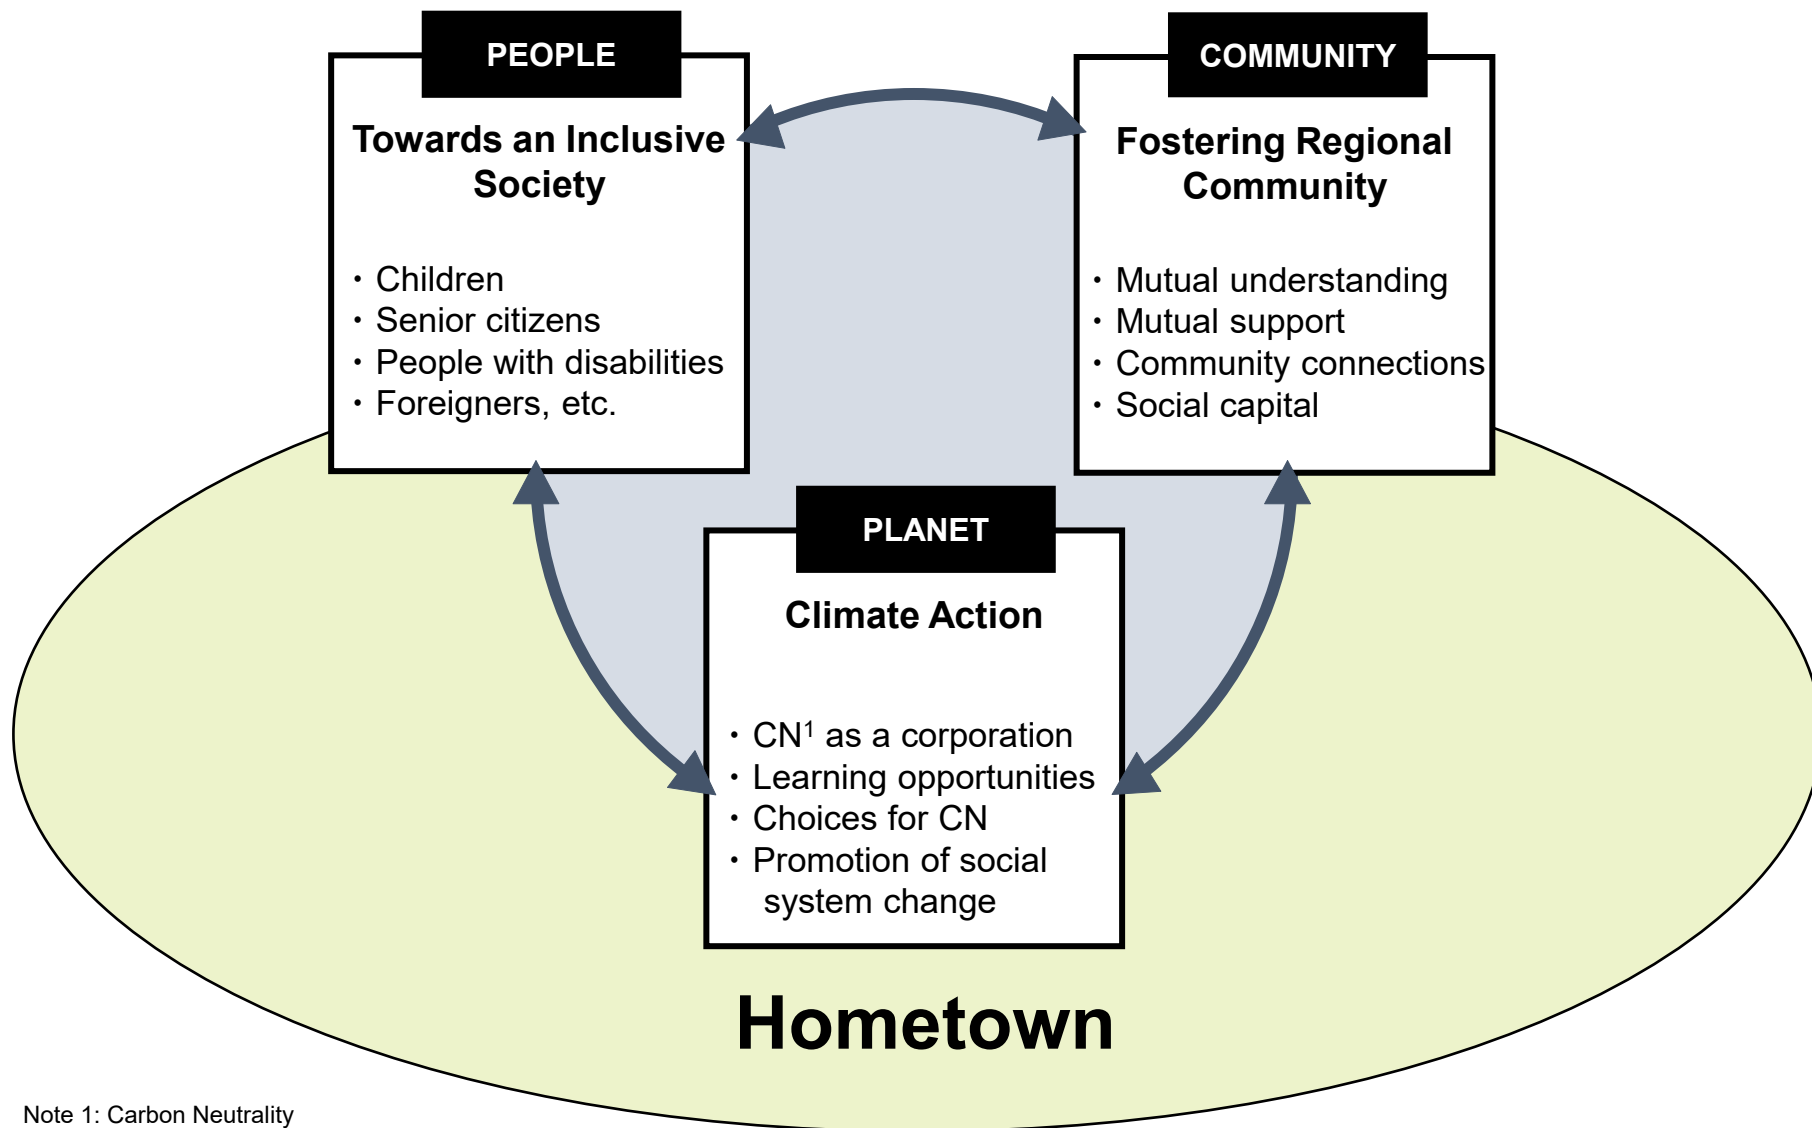 PEOPLE
Towards an Inclusive
Society
・Children
・Senior citizens
・People with disabilities
・Foreigners, etc.
COMMUNITY
Fostering Regional
Community
・Mutual understanding
・Mutual support
・Community connections
・Social capital
PLANET
Climate Action
・CN¹ as a corporation
・Learning opportunities
・Choices for CN
・Promotion of social
system change
Hometown
Note 1: Carbon Neutrality